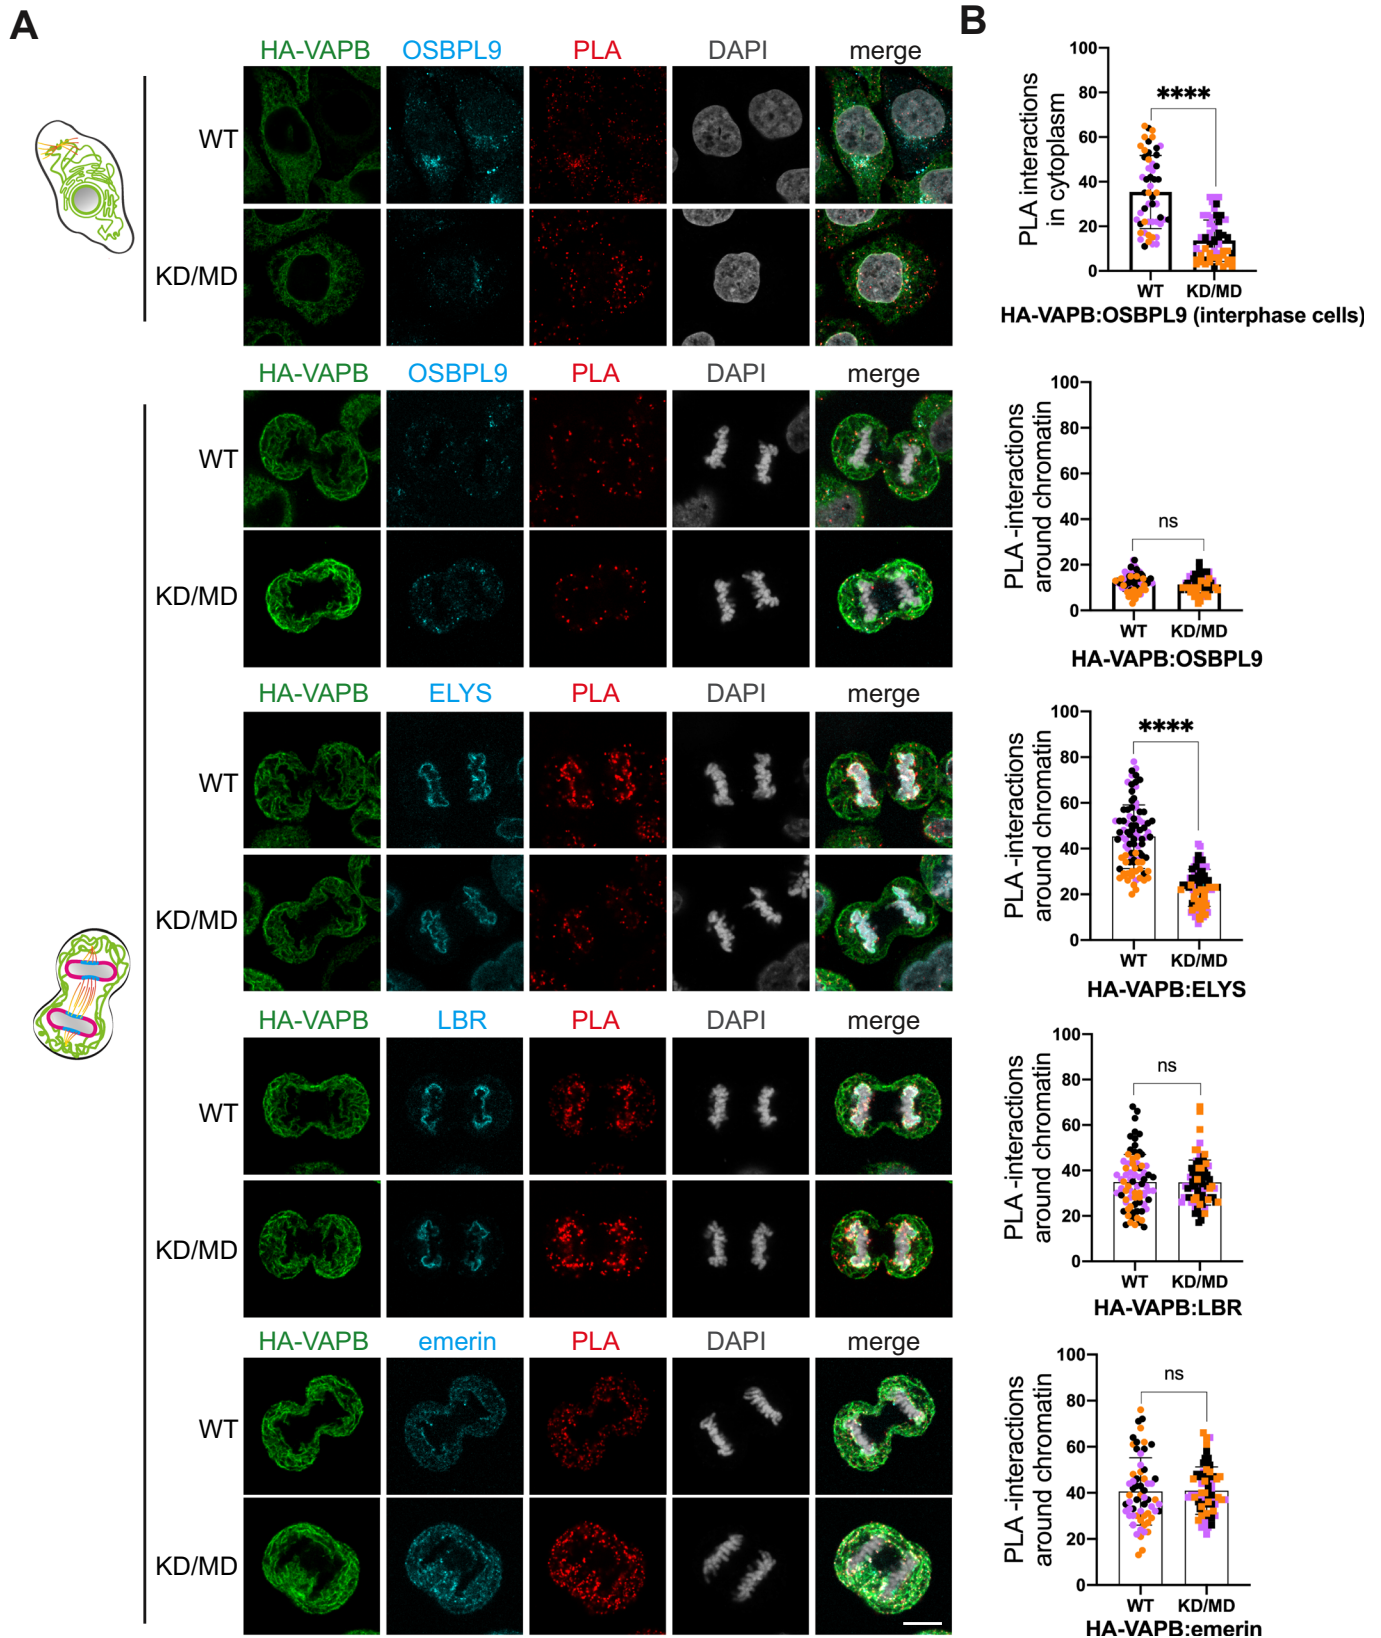 A
HA-VAPB OSBPL9 PLA DAPI merge
WT
KD/MD
HA-VAPB OSBPL9 PLA DAPI merge
WT
KD/MD
HA-VAPB ELYS PLA DAPI merge
WT
KD/MD
HA-VAPB LBR PLA DAPI merge
WT
KD/MD
HA-VAPB emerin PLA DAPI merge
WT
KD/MD
B
PLA interactions
in cytoplasm
100
80
60
40
20
0
****
WT KD/MD
HA-VAPB:OSBPL9 (interphase cells)
PLA -interactions
around chromatin
100
80
60
40
20
0
ns
WT KD/MD
HA-VAPB:OSBPL9
PLA -interactions
around chromatin
100
80
60
40
20
0
****
WT KD/MD
HA-VAPB:ELYS
PLA -interactions
around chromatin
100
80
60
40
20
0
ns
WT KD/MD
HA-VAPB:LBR
PLA -interactions
around chromatin
100
80
60
40
20
0
ns
WT KD/MD
HA-VAPB:emerin